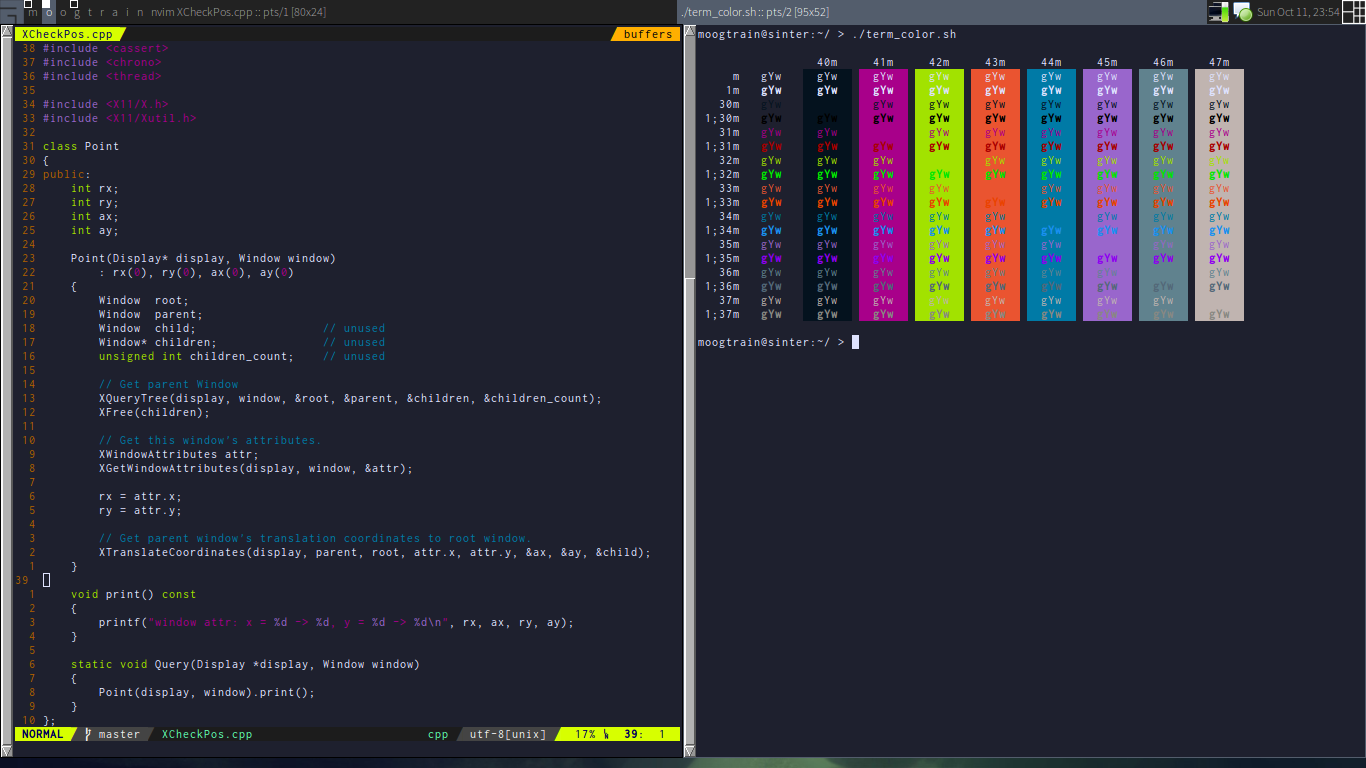 moogtrain nvim XCheckPos.cpp :: pts/1 [80x24]
./term_color.sh :: pts/2 [95x52]
Sun Oct 11, 23:54
XCheckPos.cpp buffers
38 #include <cassert>
37 #include <chrono>
36 #include <thread>
35
34 #include <X11/X.h>
33 #include <X11/Xutil.h>
32
31 class Point
30 {
29 public:
28     int rx;
27     int ry;
26     int ax;
25     int ay;
24
23     Point(Display* display, Window window)
22         : rx(0), ry(0), ax(0), ay(0)
21     {
20         Window  root;
19         Window  parent;
18         Window  child;                  // unused
17         Window* children;               // unused
16         unsigned int children_count;    // unused
15
14         // Get parent Window
13         XQueryTree(display, window, &root, &parent, &children, &children_count);
12         XFree(children);
11
10         // Get this window's attributes.
9         XWindowAttributes attr;
8         XGetWindowAttributes(display, window, &attr);
7
6         rx = attr.x;
5         ry = attr.y;
4
3         // Get parent window's translation coordinates to root window.
2         XTranslateCoordinates(display, parent, root, attr.x, attr.y, &ax, &ay, &child);
1     }
39
1     void print() const
2     {
3         printf("window attr: x = %d -> %d, y = %d -> %d\n", rx, ax, ry, ay);
4     }
5
6     static void Query(Display *display, Window window)
7     {
8         Point(display, window).print();
9     }
10 };
NORMAL master XCheckPos.cpp cpp utf-8[unix] 17% 39: 1
moogtrain@sinter:~/ > ./term_color.sh
40m 41m 42m 43m 44m 45m 46m 47m
m gYw gYw gYw gYw gYw gYw gYw gYw gYw
1m gYw gYw gYw gYw gYw gYw gYw gYw gYw
30m gYw gYw gYw gYw gYw gYw gYw gYw
1;30m gYw gYw gYw gYw gYw gYw gYw gYw gYw
31m gYw gYw gYw gYw gYw gYw gYw gYw
1;31m gYw gYw gYw gYw gYw gYw gYw gYw gYw
32m gYw gYw gYw gYw gYw gYw gYw gYw
1;32m gYw gYw gYw gYw gYw gYw gYw gYw gYw
33m gYw gYw gYw gYw gYw gYw gYw gYw
1;33m gYw gYw gYw gYw gYw gYw gYw gYw gYw
34m gYw gYw gYw gYw gYw gYw gYw gYw
1;34m gYw gYw gYw gYw gYw gYw gYw gYw gYw
35m gYw gYw gYw gYw gYw gYw gYw gYw
1;35m gYw gYw gYw gYw gYw gYw gYw gYw gYw
36m gYw gYw gYw gYw gYw gYw gYw gYw
1;36m gYw gYw gYw gYw gYw gYw gYw gYw gYw
37m gYw gYw gYw gYw gYw gYw gYw gYw
1;37m gYw gYw gYw gYw gYw gYw gYw gYw gYw
moogtrain@sinter:~/ >